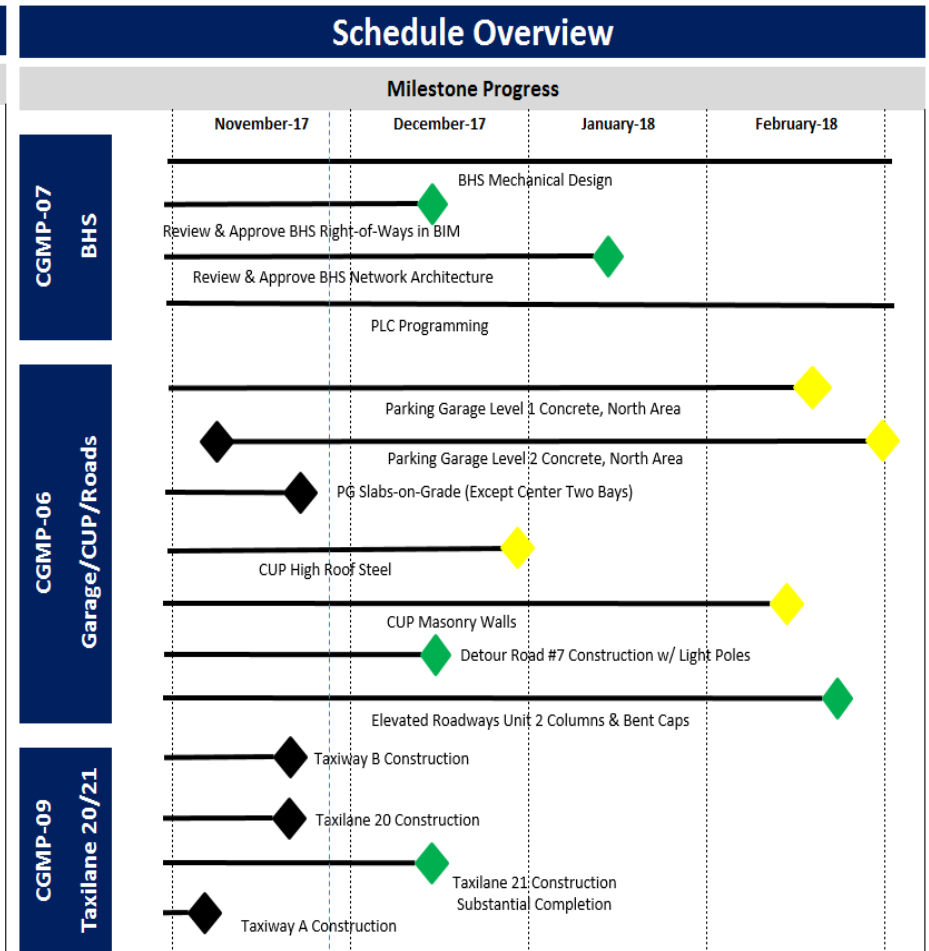 Schedule Overview
Milestone Progress
November-17 December-17 January-18 February-18
CGMP-07
BHS
BHS Mechanical Design
Review & Approve BHS Right-of-Ways in BIM
Review & Approve BHS Network Architecture
PLC Programming
CGMP-06
Garage/CUP/Roads
Parking Garage Level 1 Concrete, North Area
Parking Garage Level 2 Concrete, North Area
PG Slabs-on-Grade (Except Center Two Bays)
CUP High Roof Steel
CUP Masonry Walls
Detour Road #7 Construction w/ Light Poles
Elevated Roadways Unit 2 Columns & Bent Caps
CGMP-09
Taxilane 20/21
Taxiway B Construction
Taxilane 20 Construction
Taxilane 21 Construction
Substantial Completion
Taxiway A Construction